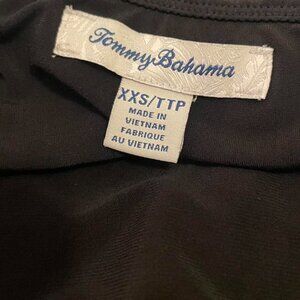 Tommy Bahama
XXS/TTP
MADE IN
VIETNAM
FABRIQUE
AU VIETNAM